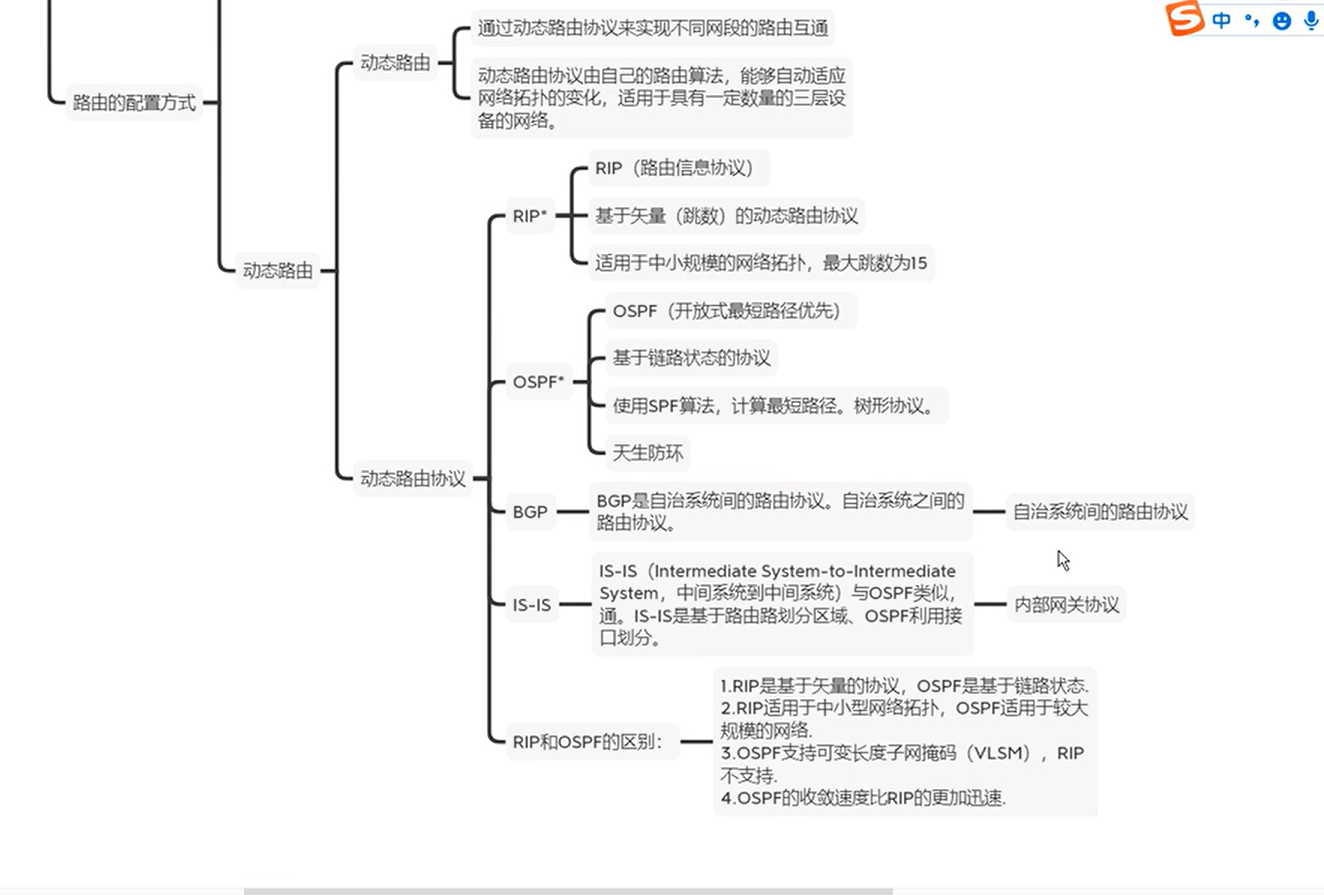 中
通过动态路由协议来实现不同网段的路由互通
动态路由
动态路由协议由自己的路由算法，能够自动适应
网络拓扑的变化，适用于具有一定数量的三层设
备的网络。
路由的配置方式
RIP（路由信息协议）
RIP*
基于矢量（跳数）的动态路由协议
适用于中小规模的网络拓扑，最大跳数为15
动态路由
OSPF（开放式最短路径优先）
基于链路状态的协议
OSPF*
使用SPF算法，计算最短路径。树形协议。
天生防环
动态路由协议
BGP
BGP是自治系统间的路由协议。自治系统之间的
路由协议。
自治系统间的路由协议
IS-IS（Intermediate System-to-Intermediate
System，中间系统到中间系统）与OSPF类似，
通。IS-IS是基于路由路划分区域、OSPF利用接
口划分。
IS-IS
内部网关协议
1.RIP是基于矢量的协议，OSPF是基于链路状态.
2.RIP适用于中小型网络拓扑，OSPF适用于较大
规模的网络.
RIP和OSPF的区别：
3.OSPF支持可变长度子网掩码（VLSM），RIP
不支持.
4.OSPF的收敛速度比RIP的更加迅速.